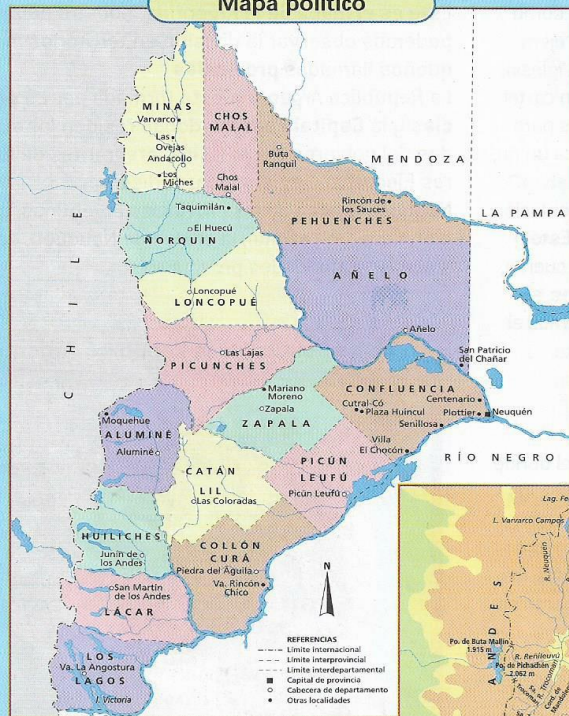 Mapa político
MINAS
Varvarco
Las
Ovejas
Andacollo
Los
Miches
CHOS
MALAL
Chos
Malal
Buta
Ranquil
MENDOZA
Taquimilán
El Huecú
NORQUIN
Rincón de
los Sauces
PEHUENCHES
LA PAMPA
CHILE
Loncopué
LONCOPUÉ
AÑELO
Añelo
San Patricio
del Chañar
Las Lajas
PICUNCHES
Mariano
Moreno
Zapala
ZAPALA
CONFLUENCIA
Cutral-Có
Plaza Huincul
Centenario
Plottier
Neuquén
Senillosa
Villa
El Chocón
RÍO NEGRO
Moquehue
ALUMINÉ
Aluminé
CATÁN
LIL
Las Coloradas
PICÚN
LEUFÚ
Picún Leufú
HUILICHES
Junín de
los Andes
COLLÓN
CURÁ
Piedra del Águila
Va. Rincón
Chico
San Martín
de los Andes
LÁCAR
LOS
Va. La Angostura
LAGOS
I. Victoria
N
REFERENCIAS
Límite internacional
Límite interprovincial
Límite interdepartamental
Capital de provincia
Cabecera de departamento
Otras localidades
L. Varvarco Campos
R. Neuquén
ANDES
Po. de Buta Mallín
1.915 m
R. Reñileuvú
Po. de Pichachén
2.062 m